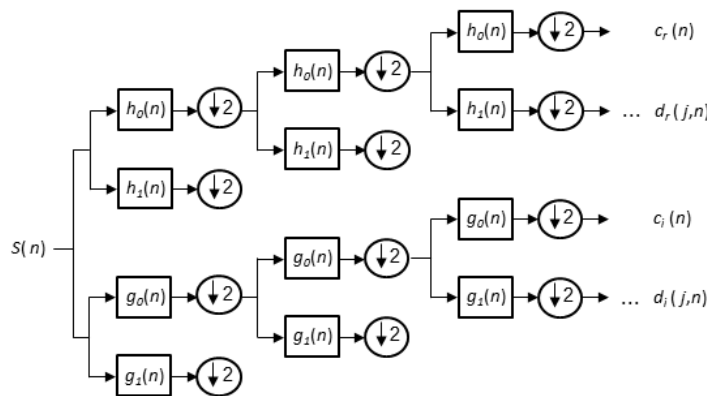 h₀(n) ↓2 cᵣ(n)
h₀(n) ↓2
h₀(n) ↓2 h₁(n) ↓2 ... dᵣ(j,n)
h₁(n) ↓2
h₁(n) ↓2
S(n)
g₀(n) ↓2 cᵢ(n)
g₀(n) ↓2
g₀(n) ↓2 g₁(n) ↓2 ... dᵢ(j,n)
g₁(n) ↓2
g₁(n) ↓2